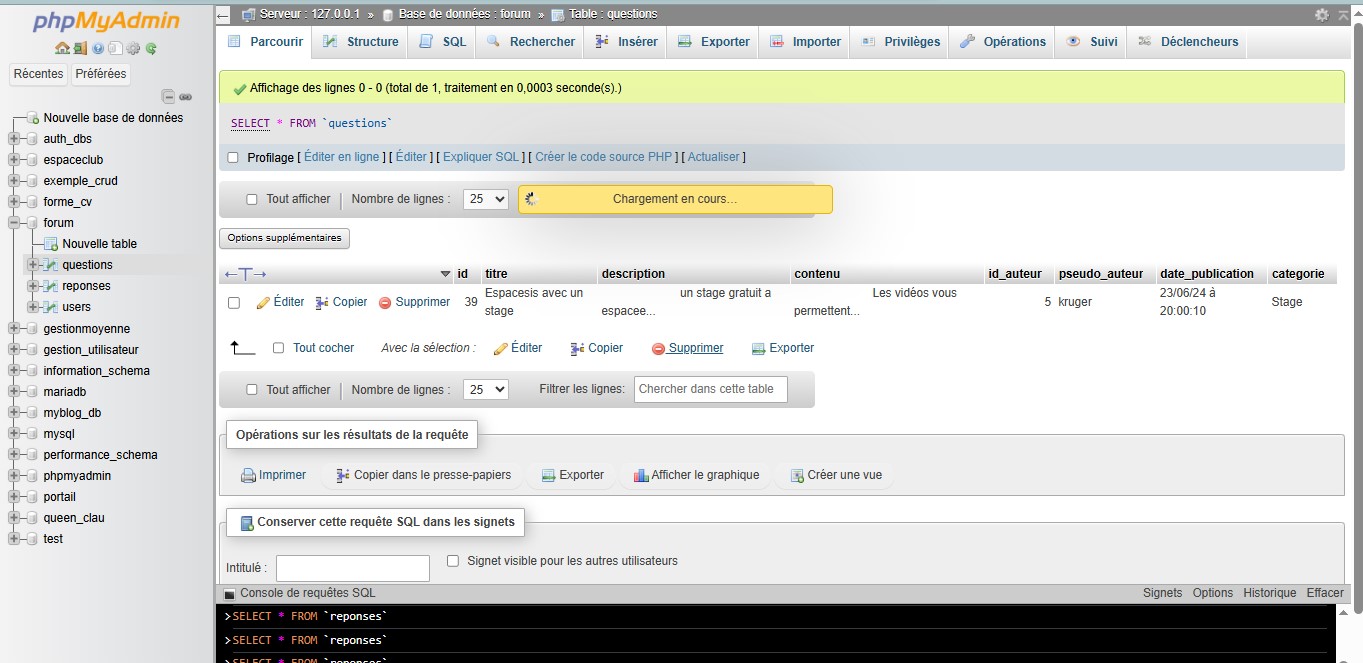 phpMyAdmin
Récentes Préférées
Nouvelle base de données
auth_dbs
espaceclub
exemple_crud
forme_cv
forum
Nouvelle table
questions
reponses
users
gestionmoyenne
gestion_utilisateur
information_schema
mariadb
myblog_db
mysql
performance_schema
phpmyadmin
portail
queen_clau
test
Serveur : 127.0.0.1 » Base de données : forum » Table : questions
Parcourir Structure SQL Rechercher Insérer Exporter Importer Privilèges Opérations Suivi Déclencheurs
Affichage des lignes 0 - 0 (total de 1, traitement en 0,0003 seconde(s).)
SELECT * FROM `questions`
Profilage [ Éditer en ligne ] [ Éditer ] [ Expliquer SQL ] [ Créer le code source PHP ] [ Actualiser ]
Tout afficher Nombre de lignes : 25 Chargement en cours…
Options supplémentaires
←T→ id titre description contenu id_auteur pseudo_auteur date_publication categorie
Éditer Copier Supprimer 39 Espacesis avec un stage un stage gratuit a espacee... Les vidéos vous permettent... 5 kruger 23/06/24 à 20:00:10 Stage
Tout cocher Avec la sélection : Éditer Copier Supprimer Exporter
Tout afficher Nombre de lignes : 25 Filtrer les lignes: Chercher dans cette table
Opérations sur les résultats de la requête
Imprimer Copier dans le presse-papiers Exporter Afficher le graphique Créer une vue
Conserver cette requête SQL dans les signets
Intitulé : Signet visible pour les autres utilisateurs
Console de requêtes SQL Signets Options Historique Effacer
>SELECT * FROM `reponses`
>SELECT * FROM `reponses`
>SELECT * FROM `reponses`